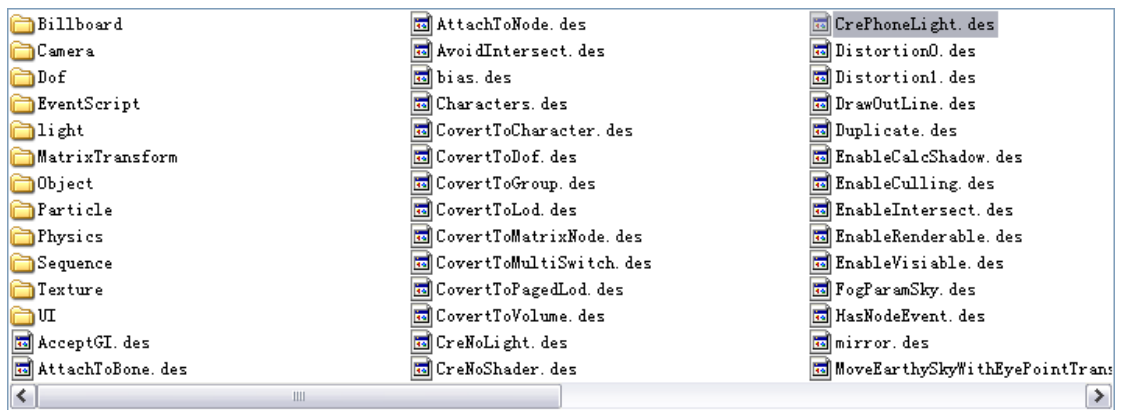 Billboard
Camera
Dof
EventScript
light
MatrixTransform
Object
Particle
Physics
Sequence
Texture
UI
AcceptGI.des
AttachToBone.des
AttachToNode.des
AvoidIntersect.des
bias.des
Characters.des
CovertToCharacter.des
CovertToDof.des
CovertToGroup.des
CovertToLod.des
CovertToMatrixNode.des
CovertToMultiSwitch.des
CovertToPagedLod.des
CovertToVolume.des
CreNoLight.des
CreNoShader.des
CrePhoneLight.des
Distortion0.des
Distortion1.des
DrawOutLine.des
Duplicate.des
EnableCalcShadow.des
EnableCulling.des
EnableIntersect.des
EnableRenderable.des
EnableVisiable.des
FogParamSky.des
HasNodeEvent.des
mirror.des
MoveEarthySkyWithEyePointTrans